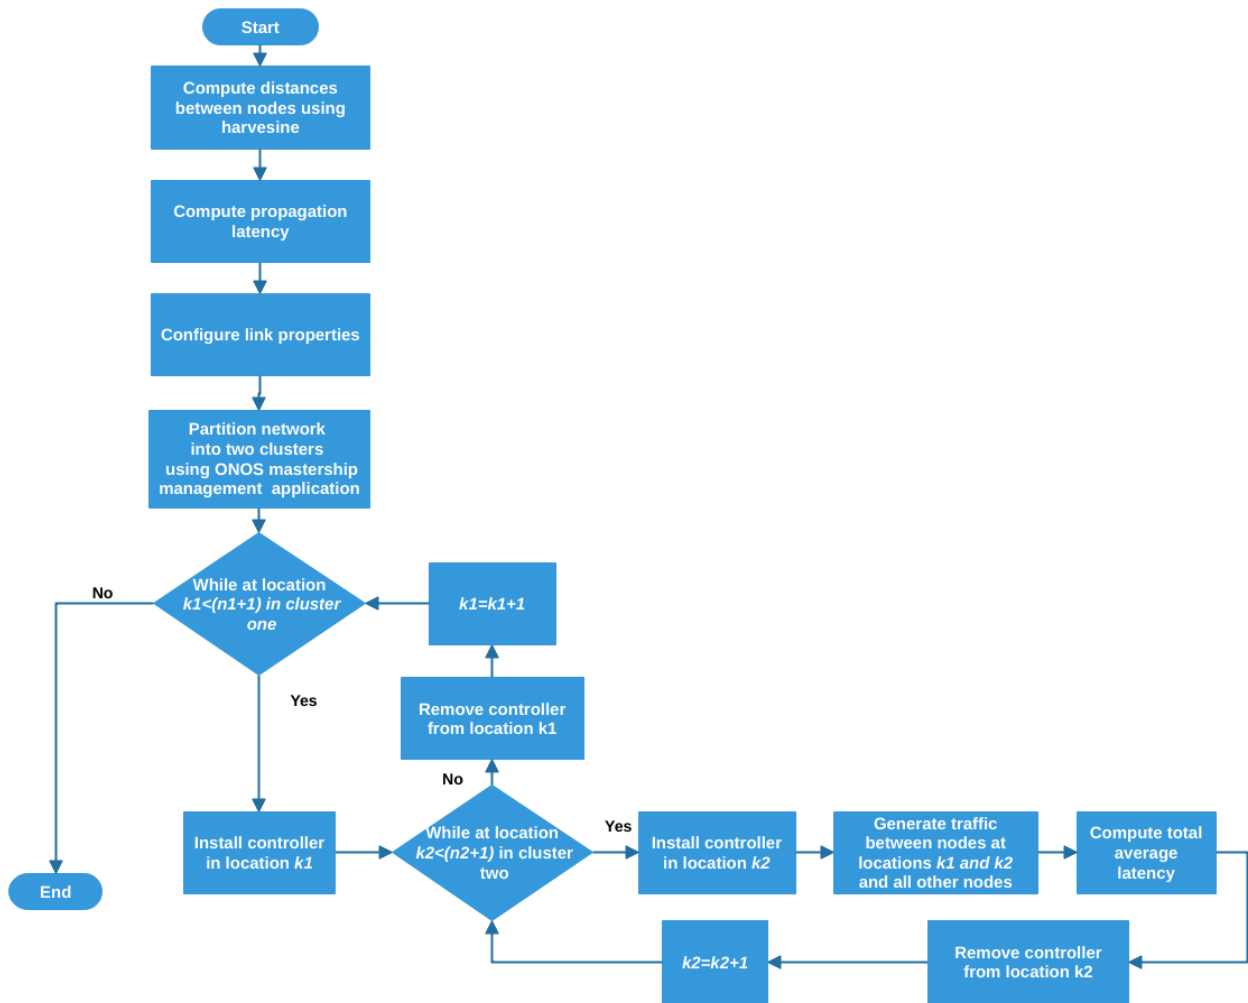 Start
Compute distances
between nodes using
harvesine
Compute propagation
latency
Configure link properties
Partition network
into two clusters
using ONOS mastership
management application
While at location
k1<(n1+1) in cluster
one
No
Yes
k1=k1+1
Remove controller
from location k1
No
Install controller
in location k1
While at location
k2<(n2+1) in cluster
two
Yes
Install controller
in location k2
Generate traffic
between nodes at
locations k1 and k2
and all other nodes
Compute total
average
latency
End
k2=k2+1
Remove controller
from location k2